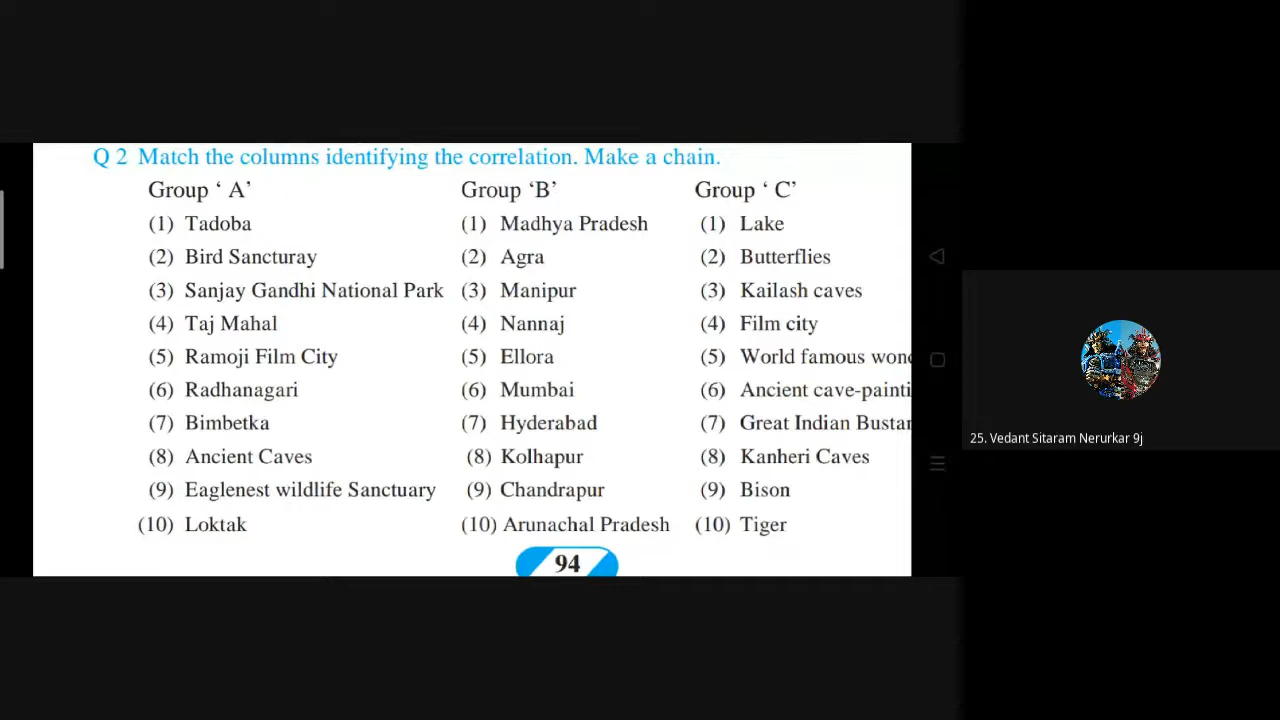 Q 2 Match the columns identifying the correlation. Make a chain.
Group ‘ A’ Group ‘B’ Group ‘ C’
(1) Tadoba (1) Madhya Pradesh (1) Lake
(2) Bird Sancturay (2) Agra (2) Butterflies
(3) Sanjay Gandhi National Park (3) Manipur (3) Kailash caves
(4) Taj Mahal (4) Nannaj (4) Film city
(5) Ramoji Film City (5) Ellora (5) World famous
(6) Radhanagari (6) Mumbai (6) Ancient
(7) Bimbetka (7) Hyderabad (7) Great Indian
(8) Ancient Caves (8) Kolhapur (8) Kanheri Caves
(9) Eaglenest wildlife Sanctuary (9) Chandrapur (9) Bison
(10) Loktak (10) Arunachal Pradesh (10) Tiger
94
25. Vedant Sitaram Nerurkar 9j